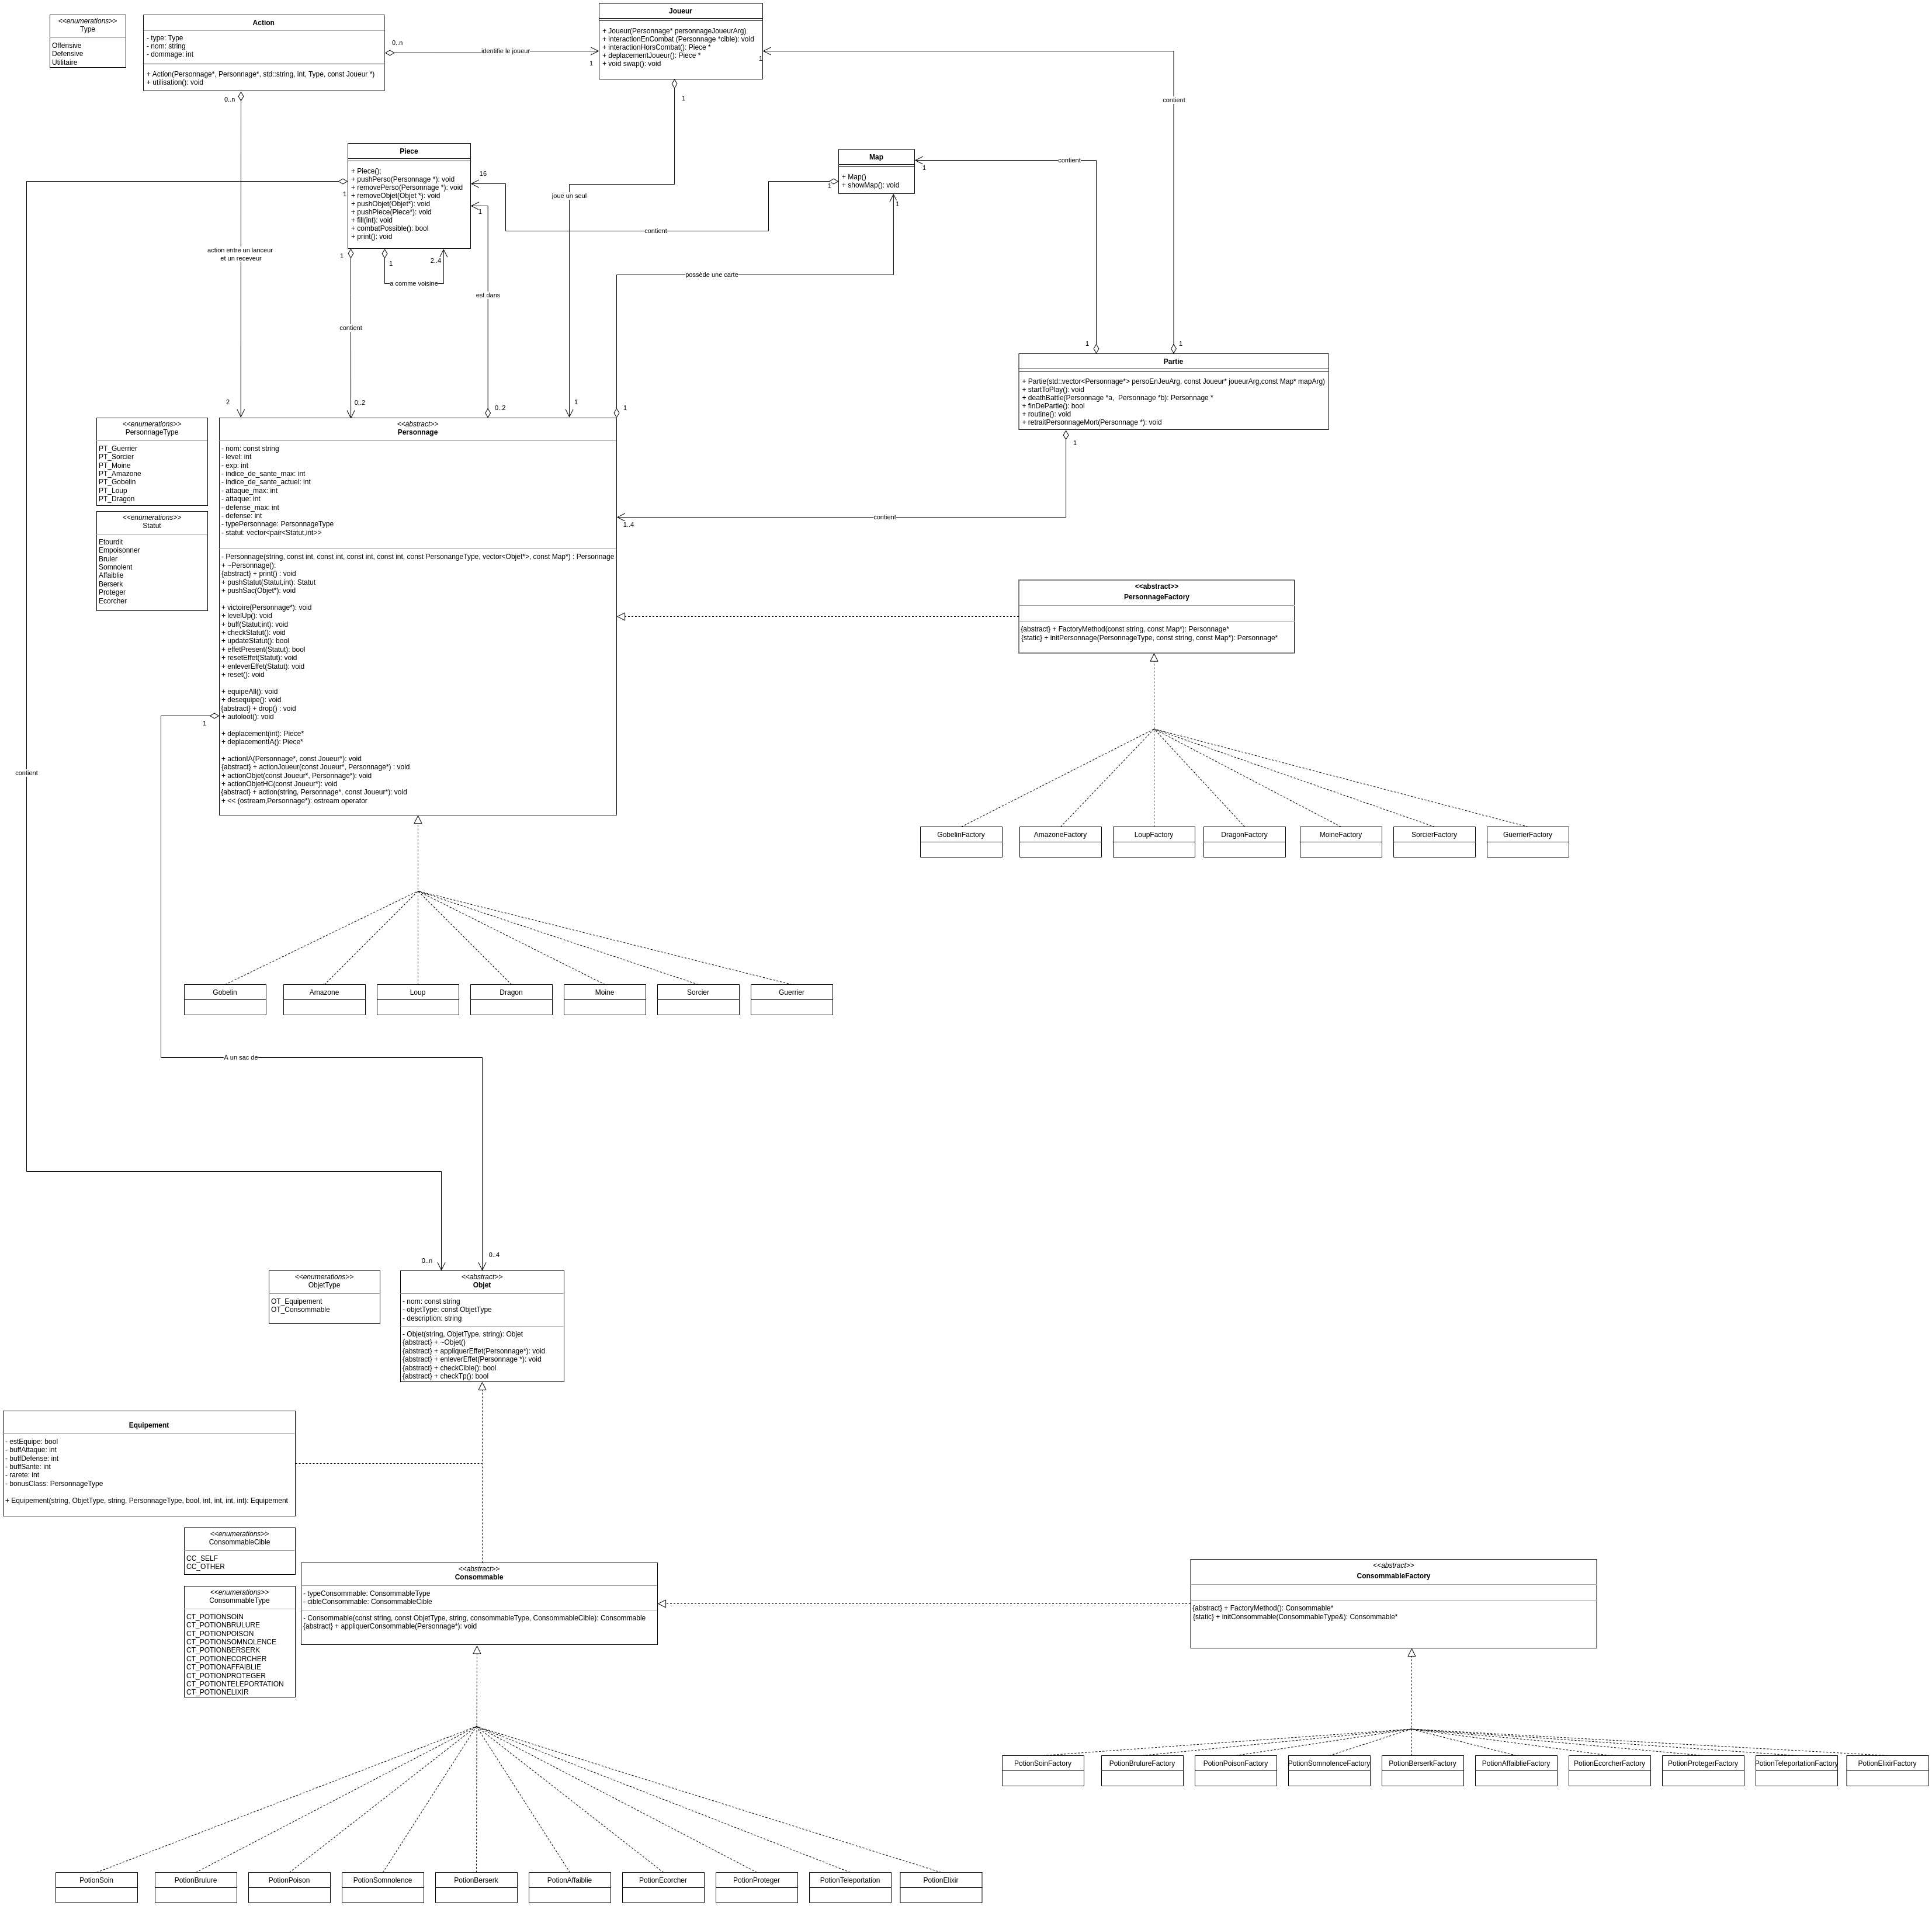 <<enumerations>>
Type
Offensive
Defensive
Utilitaire
Action
- type: Type
- nom: string
- dommage: int
+ Action(Personnage*, Personnage*, std::string, int, Type, const Joueur *)
+ utilisation(): void
0..n
identifie le joueur
1
Joueur
+ Joueur(Personnage* personnageJoueurArg)
+ interactionEnCombat (Personnage *cible): void
+ interactionHorsCombat(): Piece *
+ deplacementJoueur(): Piece *
+ void swap(): void
1
contient
0..n
1
Piece
+ Piece();
+ pushPerso(Personnage *): void
+ removePerso(Personnage *): void
+ removeObjet(Objet *): void
+ pushObjet(Objet*): void
+ pushPiece(Piece*): void
+ fill(int): void
+ combatPossible(): bool
+ print(): void
16
1
1
Map
+ Map()
+ showMap(): void
1
1
1
contient
contient
joue un seul
action entre un lanceur
et un receveur
1
1
2..4
a comme voisine
possède une carte
est dans
contient
1
1
Partie
+ Partie(std::vector<Personnage*> persoEnJeuArg, const Joueur* joueurArg,const Map* mapArg)
+ startToPlay(): void
+ deathBattle(Personnage *a,  Personnage *b): Personnage *
+ finDePartie(): bool
+ routine(): void
+ retraitPersonnageMort(Personnage *): void
1
2
0..2
0..2
1
1
contient
1..4
<<enumerations>>
PersonnageType
PT_Guerrier
PT_Sorcier
PT_Moine
PT_Amazone
PT_Gobelin
PT_Loup
PT_Dragon
<<enumerations>>
Statut
Etourdit
Empoisonner
Bruler
Somnolent
Affaiblie
Berserk
Proteger
Ecorcher
<<abstract>>
Personnage
- nom: const string
- level: int
- exp: int
- indice_de_sante_max: int
- indice_de_sante_actuel: int
- attaque_max: int
- attaque: int
- defense_max: int
- defense: int
- typePersonnage: PersonnageType
- statut: vector<pair<Statut,int>>
- Personnage(string, const int, const int, const int, const int, const PersonangeType, vector<Objet*>, const Map*) : Personnage
+ ~Personnage():
{abstract} + print() : void
+ pushStatut(Statut,int): Statut
+ pushSac(Objet*): void
+ victoire(Personnage*): void
+ levelUp(): void
+ buff(Statut;int): void
+ checkStatut(): void
+ updateStatut(): bool
+ effetPresent(Statut): bool
+ resetEffet(Statut): void
+ enleverEffet(Statut): void
+ reset(): void
+ equipeAll(): void
+ desequipe(): void
{abstract} + drop() : void
+ autoloot(): void
+ deplacement(int): Piece*
+ deplacementIA(): Piece*
+ actionIA(Personnage*, const Joueur*): void
{abstract} + actionJoueur(const Joueur*, Personnage*) : void
+ actionObjet(const Joueur*, Personnage*): void
+ actionObjetHC(const Joueur*): void
{abstract} + action(string, Personnage*, const Joueur*): void
+ << (ostream,Personnage*): ostream operator
1
contient
<<abstract>>
PersonnageFactory
{abstract} + FactoryMethod(const string, const Map*): Personnage*
{static} + initPersonnage(PersonnageType, const string, const Map*): Personnage*
GobelinFactory
AmazoneFactory
LoupFactory
DragonFactory
MoineFactory
SorcierFactory
GuerrierFactory
Gobelin
Amazone
Loup
Dragon
Moine
Sorcier
Guerrier
A un sac de
0..n
0..4
<<enumerations>>
ObjetType
OT_Equipement
OT_Consommable
<<abstract>>
Objet
- nom: const string
- objetType: const ObjetType
- description: string
- Objet(string, ObjetType, string): Objet
{abstract} + ~Objet()
{abstract} + appliquerEffet(Personnage*): void
{abstract} + enleverEffet(Personnage *): void
{abstract} + checkCible(): bool
{abstract} + checkTp(): bool
Equipement
- estEquipe: bool
- buffAttaque: int
- buffDefense: int
- buffSante: int
- rarete: int
- bonusClass: PersonnageType
+ Equipement(string, ObjetType, string, PersonnageType, bool, int, int, int, int): Equipement
<<enumerations>>
ConsommableCible
CC_SELF
CC_OTHER
<<enumerations>>
ConsommableType
CT_POTIONSOIN
CT_POTIONBRULURE
CT_POTIONPOISON
CT_POTIONSOMNOLENCE
CT_POTIONBERSERK
CT_POTIONECORCHER
CT_POTIONAFFAIBLIE
CT_POTIONPROTEGER
CT_POTIONTELEPORTATION
CT_POTIONELIXIR
<<abstract>>
Consommable
- typeConsommable: ConsommableType
- cibleConsommable: ConsommableCible
- Consommable(const string, const ObjetType, string, consommableType, ConsommableCible): Consommable
{abstract} + appliquerConsommable(Personnage*): void
<<abstract>>
ConsommableFactory
{abstract} + FactoryMethod(): Consommable*
{static} + initConsommable(ConsommableType&): Consommable*
PotionSoinFactory
PotionBrulureFactory
PotionPoisonFactory
PotionSomnolenceFactory
PotionBerserkFactory
PotionAffaiblieFactory
PotionEcorcherFactory
PotionProtegerFactory
PotionTeleportationFactory
PotionElixirFactory
PotionSoin
PotionBrulure
PotionPoison
PotionSomnolence
PotionBerserk
PotionAffaiblie
PotionEcorcher
PotionProteger
PotionTeleportation
PotionElixir